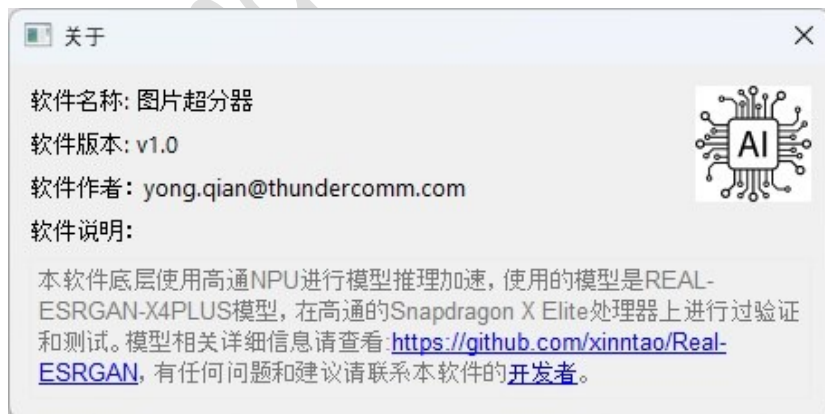 关于
软件名称: 图片超分器
AI
软件版本: v1.0
软件作者：yong.qian@thundercomm.com
软件说明:
本软件底层使用高通NPU进行模型推理加速, 使用的模型是REAL-
ESRGAN-X4PLUS模型, 在高通的Snapdragon X Elite处理器上进行过验证
和测试。模型相关详细信息请查看:https://github.com/xinntao/Real-
ESRGAN, 有任何问题和建议请联系本软件的开发者。